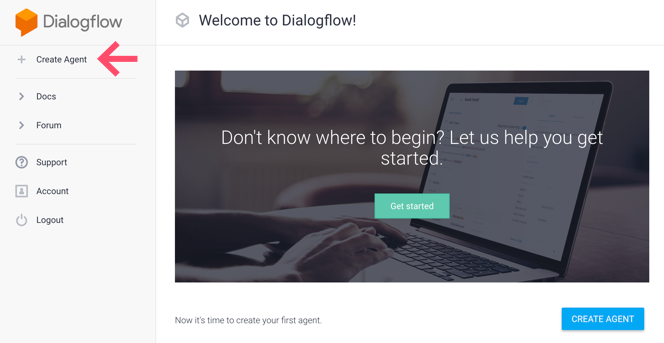 Dialogflow
Create Agent
Docs
Forum
Support
Account
Logout
Welcome to Dialogflow!
Don't know where to begin? Let us help you get
started.
Get started
Now it's time to create your first agent.
CREATE AGENT